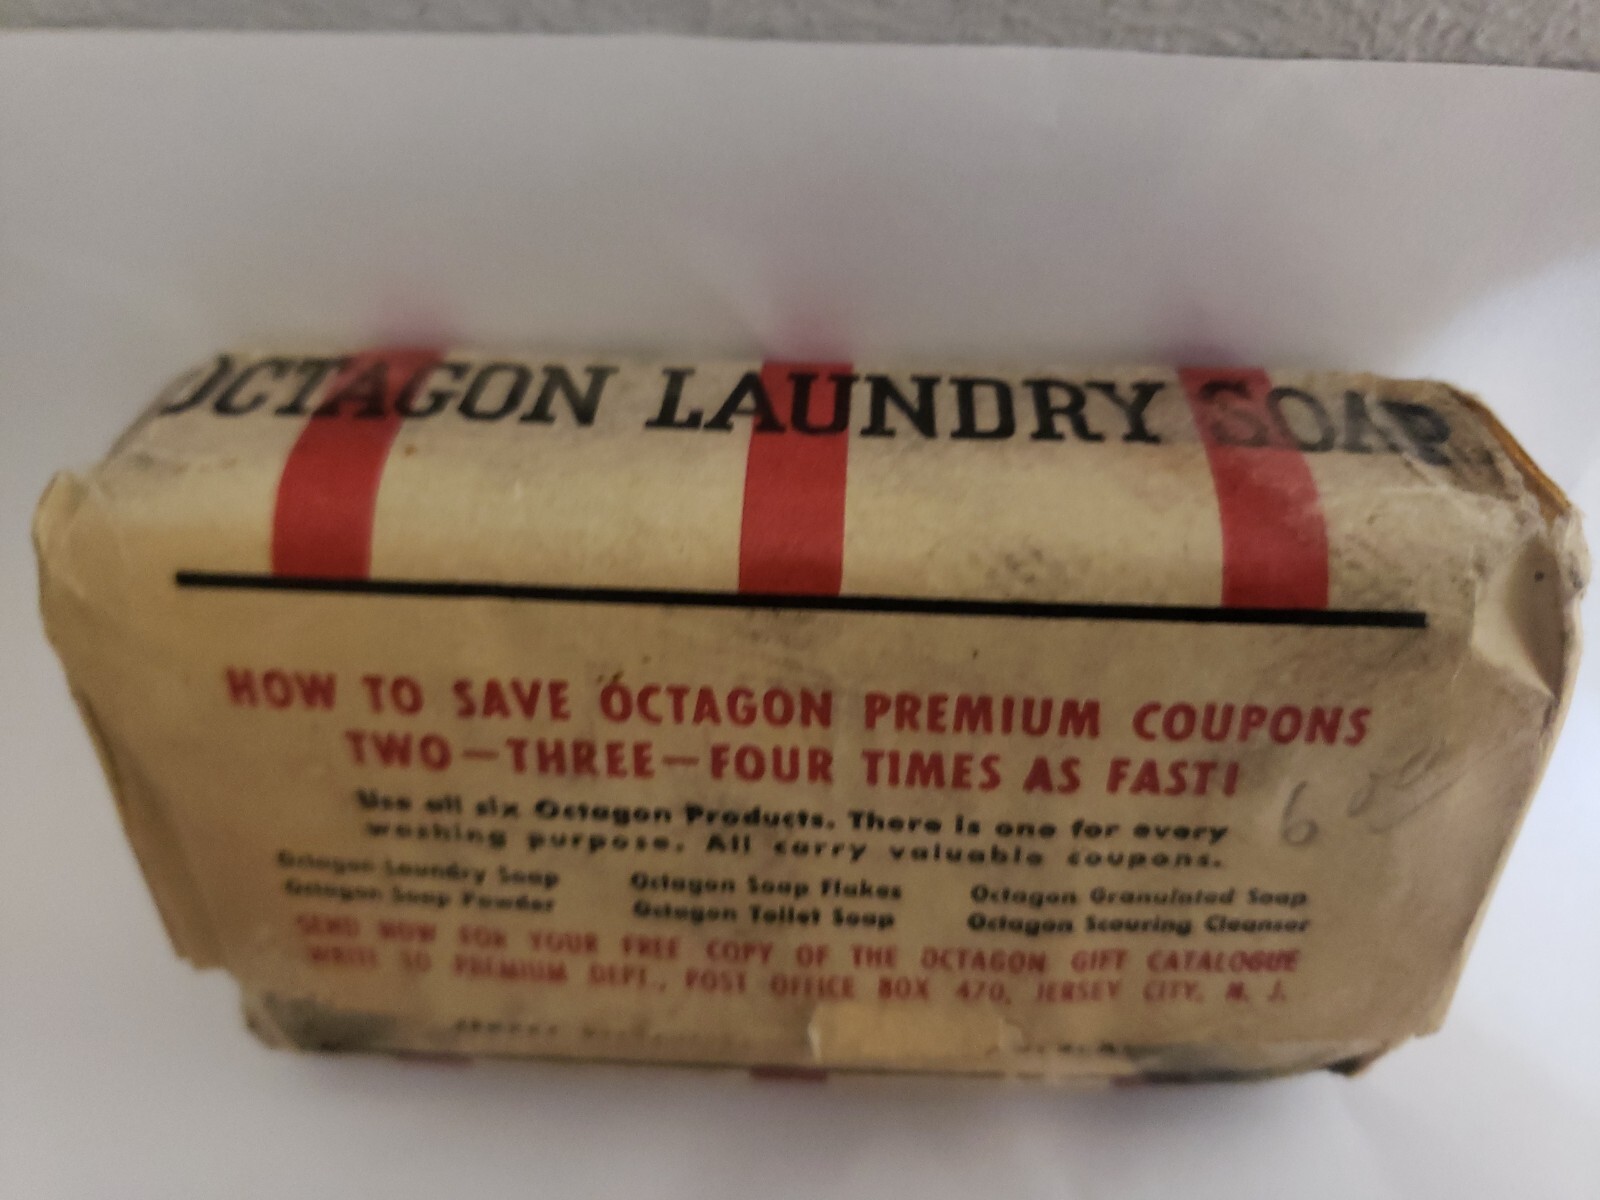 OCTAGON LAUNDRY SOAP
HOW TO SAVE OCTAGON PREMIUM COUPONS
TWO—THREE—FOUR TIMES AS FAST!
Use all six Octagon Products. There is one for every
washing purpose. All carry valuable coupons.
Octagon Laundry Soap Octagon Soap Flakes Octagon Granulated Soap
Octagon Soap Powder Octagon Toilet Soap Octagon Scouring Cleanser
SEND NOW FOR YOUR FREE COPY OF THE OCTAGON GIFT CATALOGUE
WRITE TO PREMIUM DEPT., POST OFFICE BOX 470, JERSEY CITY, N. J.
6